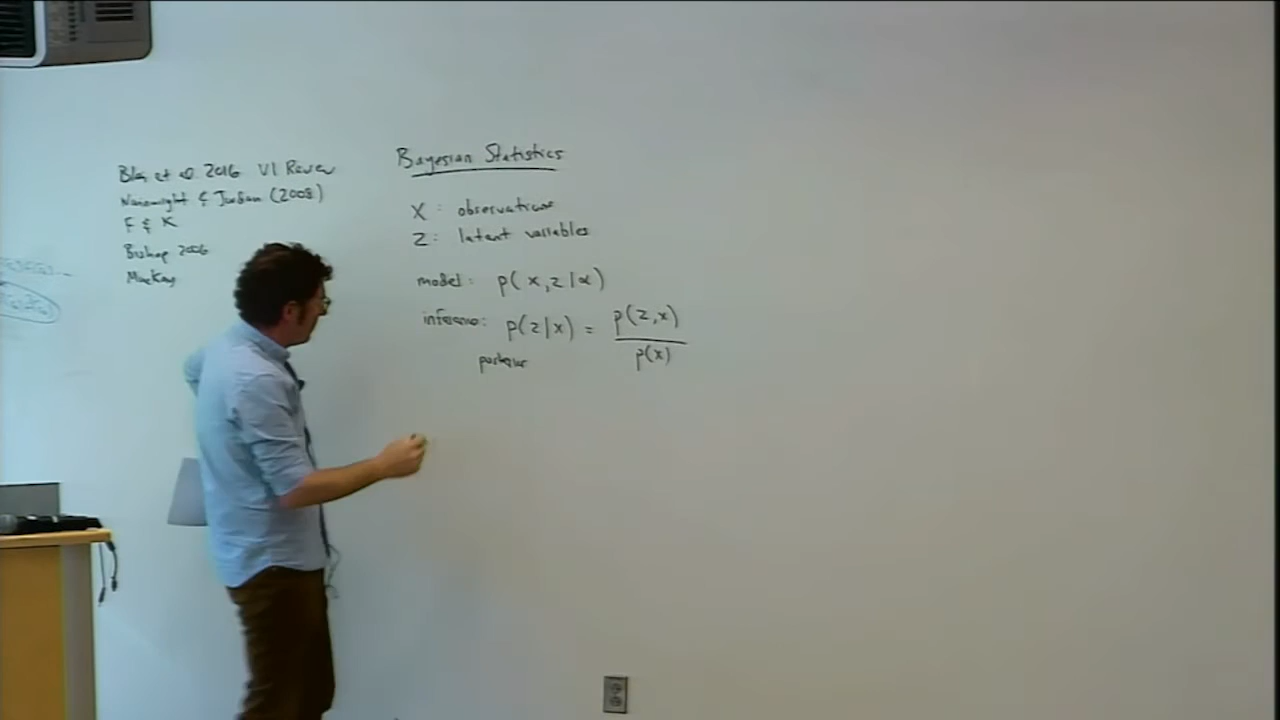 Blei et al. 2016 VI Review
Wainwright & Jordan (2008)
F & K
Bishop 2006
MacKay
Bayesian Statistics
X: observations
Z: latent variables
model: p(x,z|α)
inference: p(z|x) = p(z,x) / p(x)
posterior